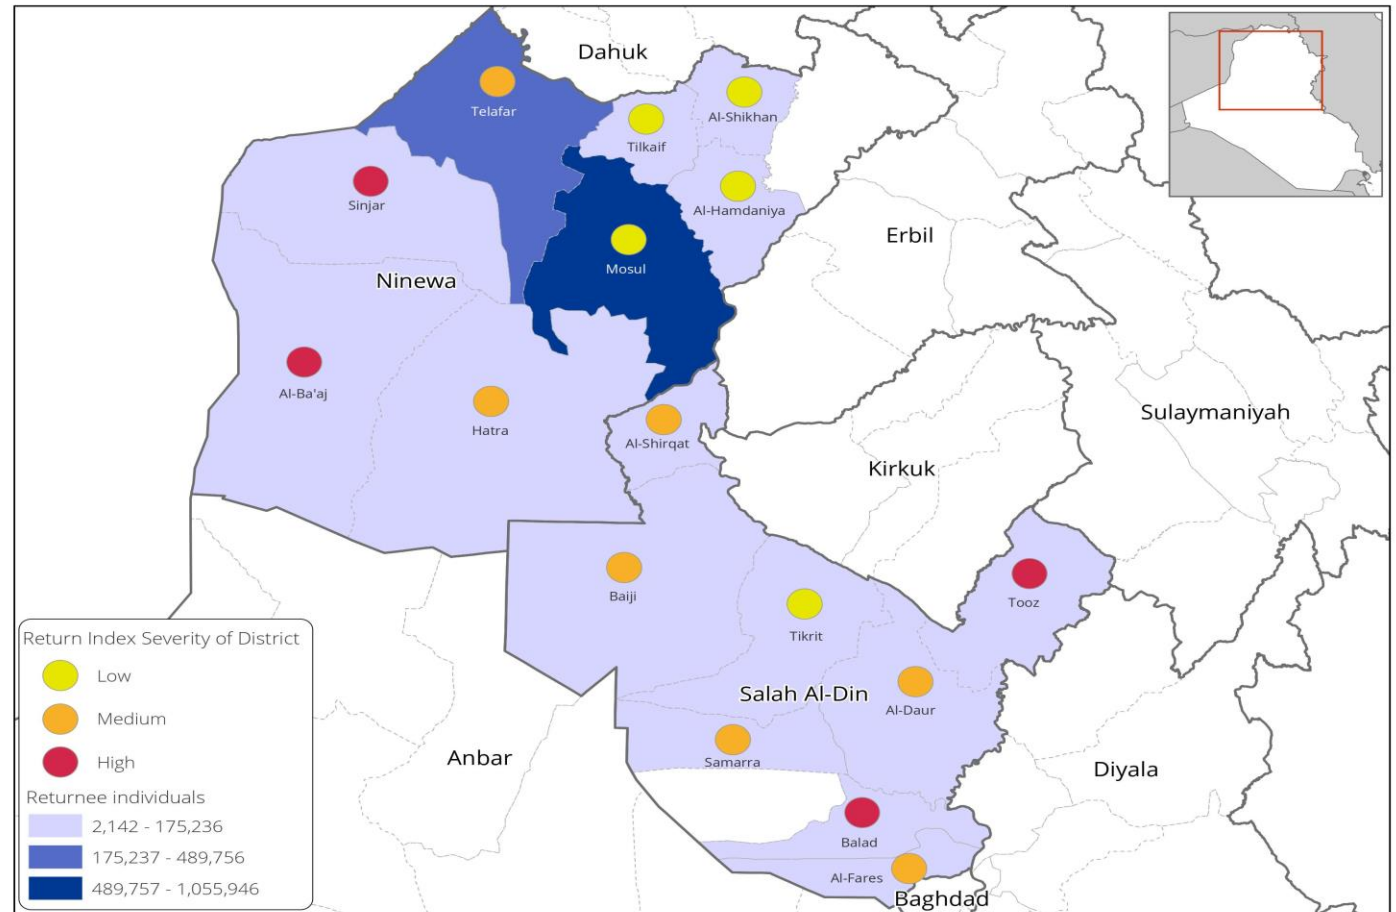 Dahuk
Telafar
Al-Shikhan
Tilkaif
Sinjar
Al-Hamdaniya
Erbil
Mosul
Ninewa
Al-Ba'aj
Hatra
Al-Shirqat
Sulaymaniyah
Kirkuk
Baiji
Tooz
Tikrit
Salah Al-Din
Al-Daur
Anbar
Samarra
Diyala
Balad
Al-Fares
Baghdad
Return Index Severity of District
Low
Medium
High
Returnee individuals
2,142 - 175,236
175,237 - 489,756
489,757 - 1,055,946